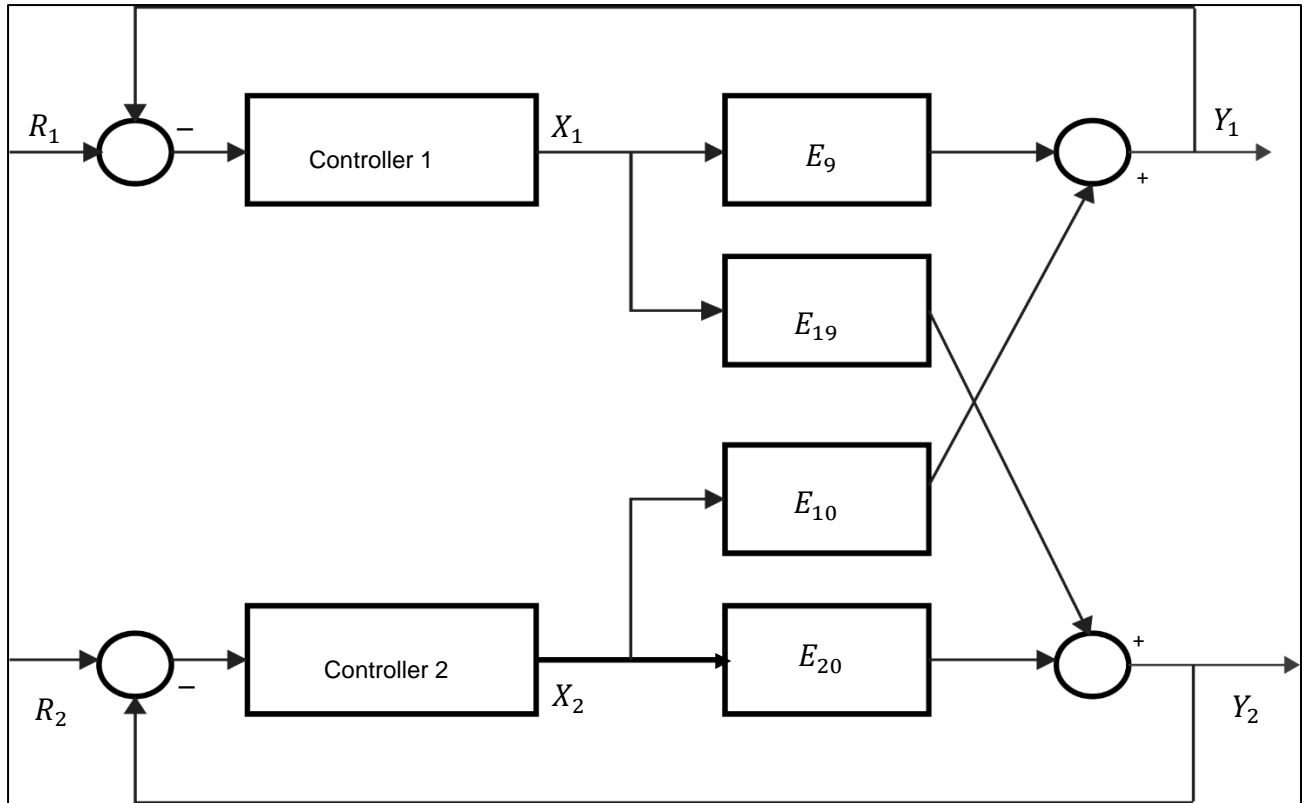 R₁
−
Controller 1
X₁
E₉
Y₁
+
E₁₉
E₁₀
R₂
−
Controller 2
X₂
E₂₀
+
Y₂